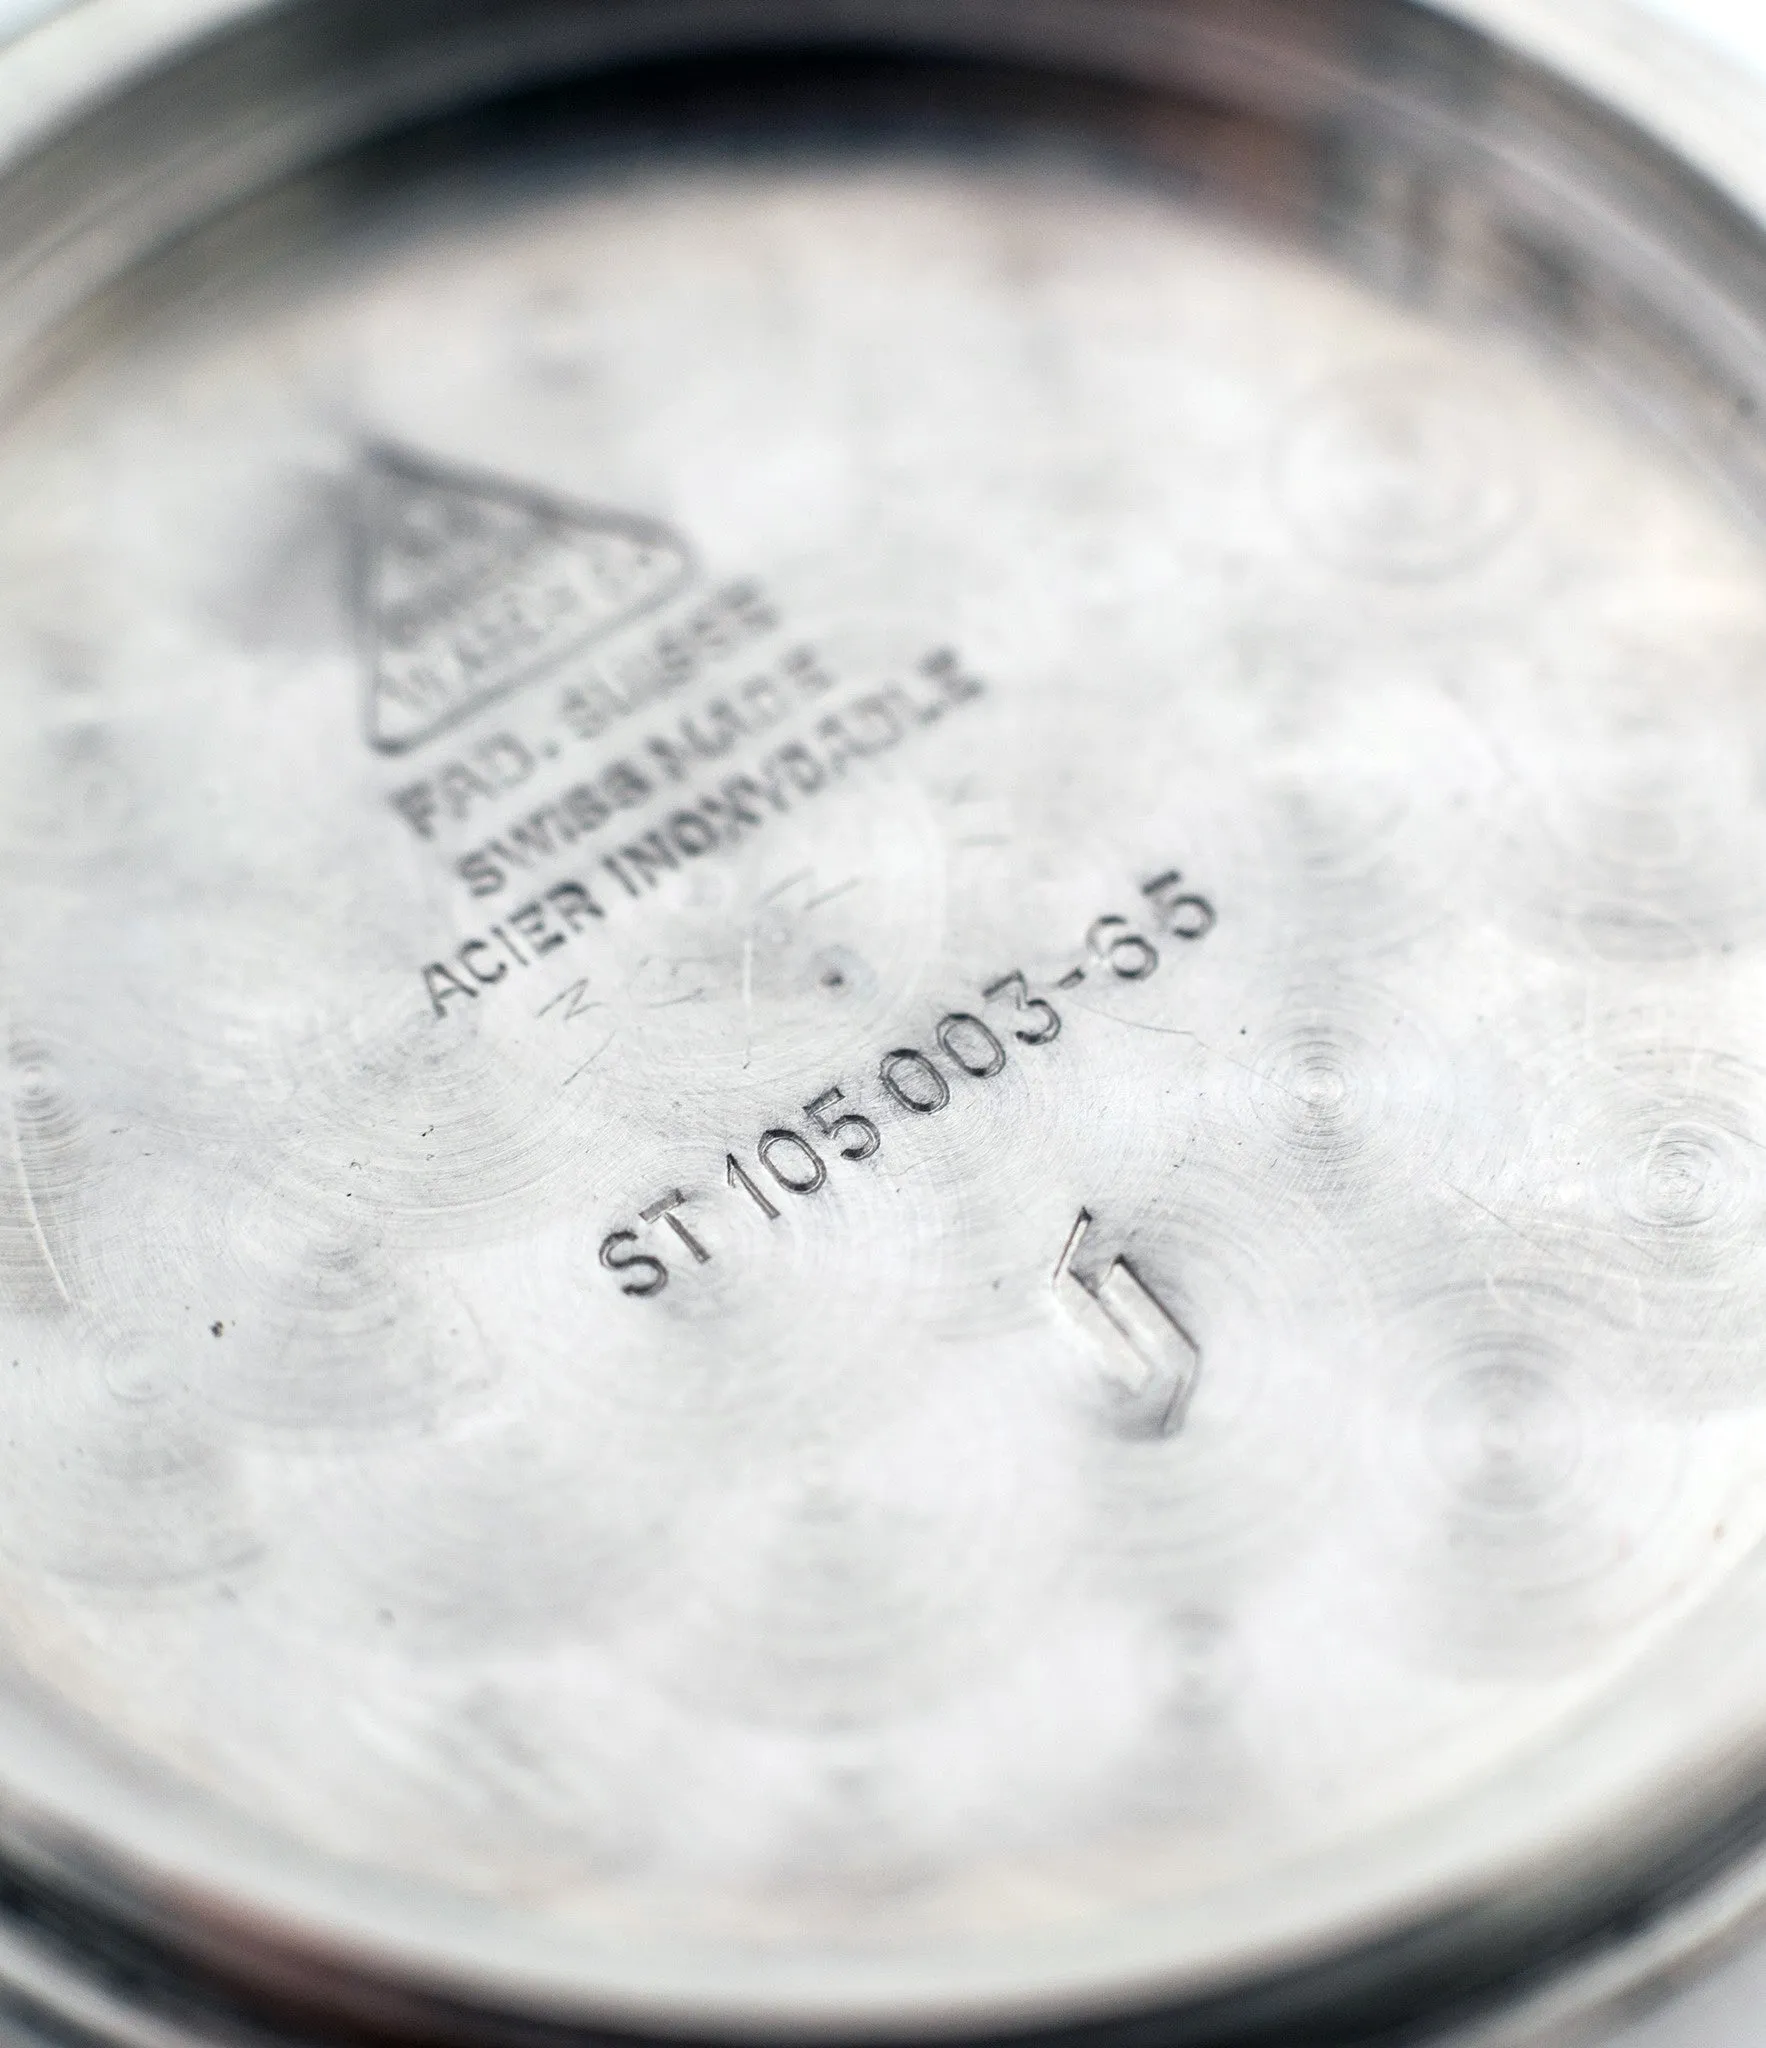 FAB. SUISSE
SWISS MADE
ACIER INOXYDABLE
ST 105 003-65